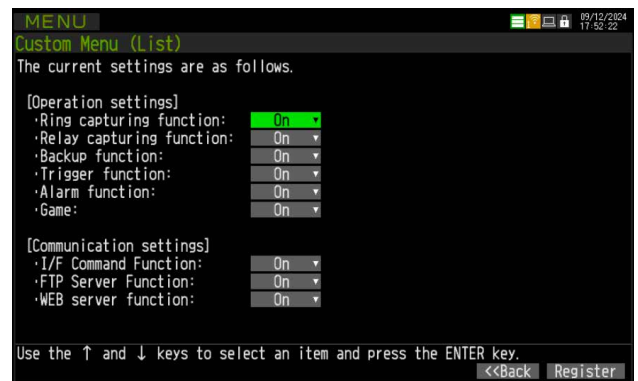 MENU
09/12/2024
17:52:22
Custom Menu (List)
The current settings are as follows.
[Operation settings]
・Ring capturing function: On ▼
・Relay capturing function: On ▼
・Backup function: On ▼
・Trigger function: On ▼
・Alarm function: On ▼
・Game: On ▼
[Communication settings]
・I/F Command Function: On ▼
・FTP Server Function: On ▼
・WEB server function: On ▼
Use the ↑ and ↓ keys to select an item and press the ENTER key.
<<Back Register